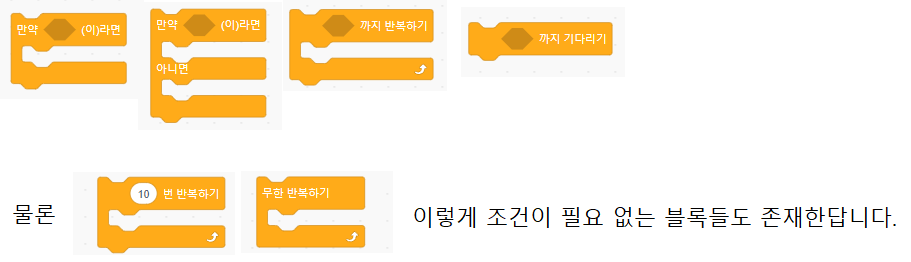 만약 (이)라면
만약 (이)라면
아니면
까지 반복하기
까지 기다리기
물론
10 번 반복하기
무한 반복하기
이렇게 조건이 필요 없는 블록들도 존재한답니다.